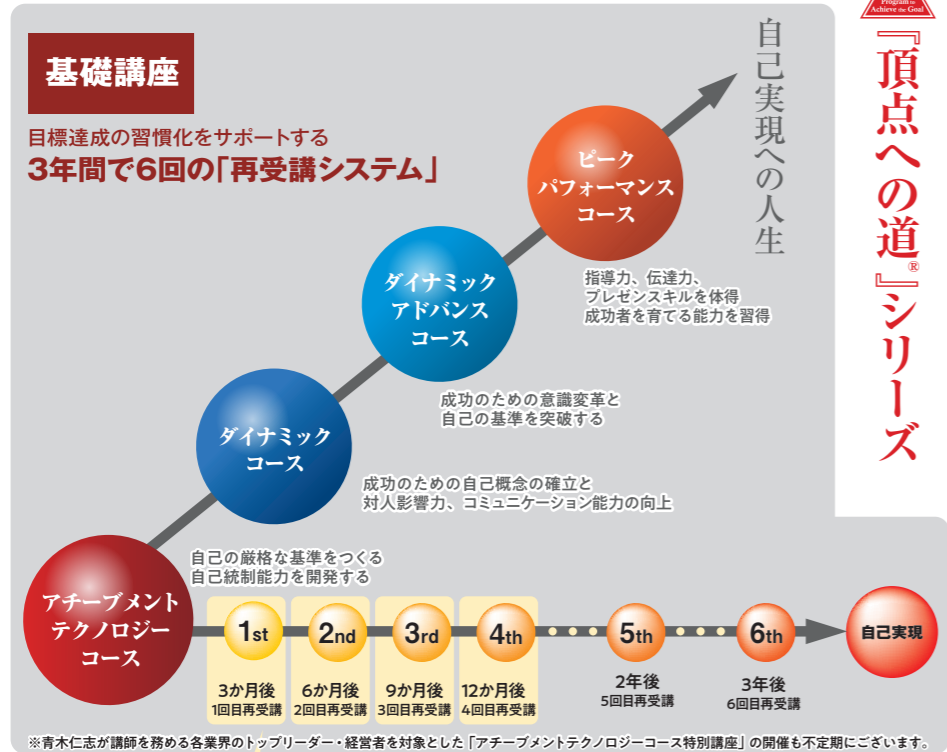 Program to
Achieve the Goal
『頂点への道®』シリーズ
基礎講座
目標達成の習慣化をサポートする
3年間で6回の「再受講システム」
自己実現への人生
ピーク
パフォーマンス
コース
指導力、伝達力、
プレゼンスキルを体得
成功者を育てる能力を習得
ダイナミック
アドバンス
コース
成功のための意識変革と
自己の基準を突破する
ダイナミック
コース
成功のための自己概念の確立と
対人影響力、コミュニケーション能力の向上
アチーブメント
テクノロジー
コース
自己の厳格な基準をつくる
自己統制能力を開発する
1st
3か月後
1回目再受講
2nd
6か月後
2回目再受講
3rd
9か月後
3回目再受講
4th
12か月後
4回目再受講
5th
2年後
5回目再受講
6th
3年後
6回目再受講
自己実現
※青木仁志が講師を務める各業界のトップリーダー・経営者を対象とした「アチーブメントテクノロジーコース特別講座」の開催も不定期にございます。